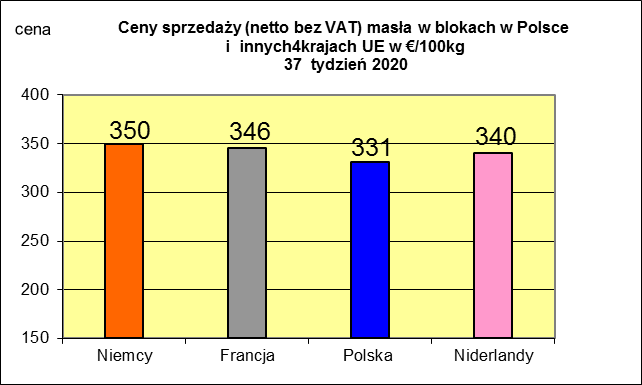 cena
Ceny sprzedaży (netto bez VAT) masła w blokach w Polsce
i innych4krajach UE w €/100kg
37 tydzień 2020
400
350
300
250
200
150
350
346
331
340
Niemcy
Francja
Polska
Niderlandy